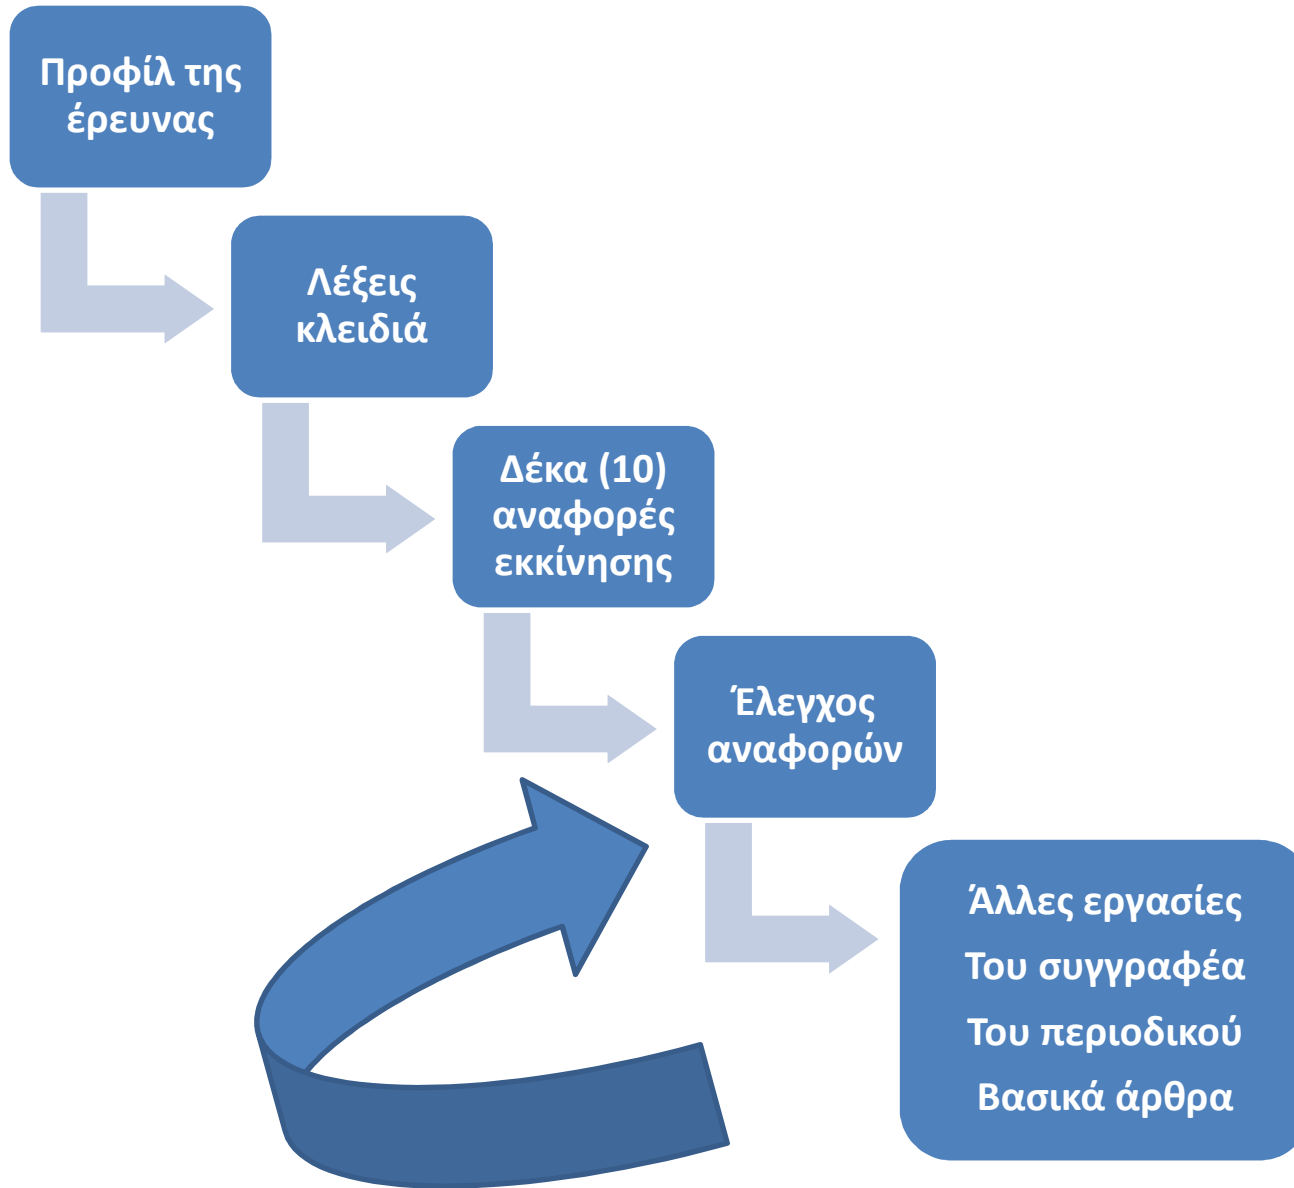 Προφίλ της
έρευνας
Λέξεις
κλειδιά
Δέκα (10)
αναφορές
εκκίνησης
Έλεγχος
αναφορών
Άλλες εργασίες
Του συγγραφέα
Του περιοδικού
Βασικά άρθρα